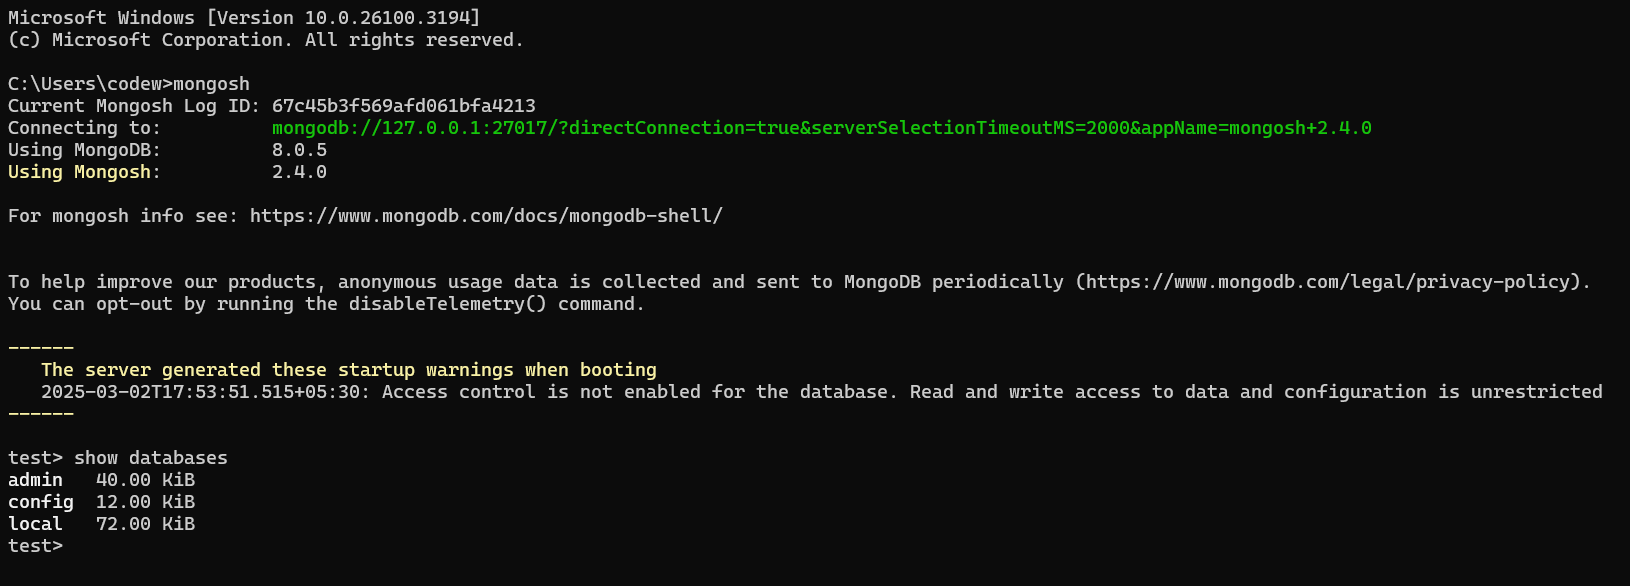 Microsoft Windows [Version 10.0.26100.3194]
(c) Microsoft Corporation. All rights reserved.
C:\Users\codew>mongosh
Current Mongosh Log ID: 67c45b3f569afd061bfa4213
Connecting to:          mongodb://127.0.0.1:27017/?directConnection=true&serverSelectionTimeoutMS=2000&appName=mongosh+2.4.0
Using MongoDB:          8.0.5
Using Mongosh:          2.4.0
For mongosh info see: https://www.mongodb.com/docs/mongodb-shell/
To help improve our products, anonymous usage data is collected and sent to MongoDB periodically (https://www.mongodb.com/legal/privacy-policy).
You can opt-out by running the disableTelemetry() command.
------
   The server generated these startup warnings when booting
   2025-03-02T17:53:51.515+05:30: Access control is not enabled for the database. Read and write access to data and configuration is unrestricted
------
test> show databases
admin   40.00 KiB
config  12.00 KiB
local   72.00 KiB
test>